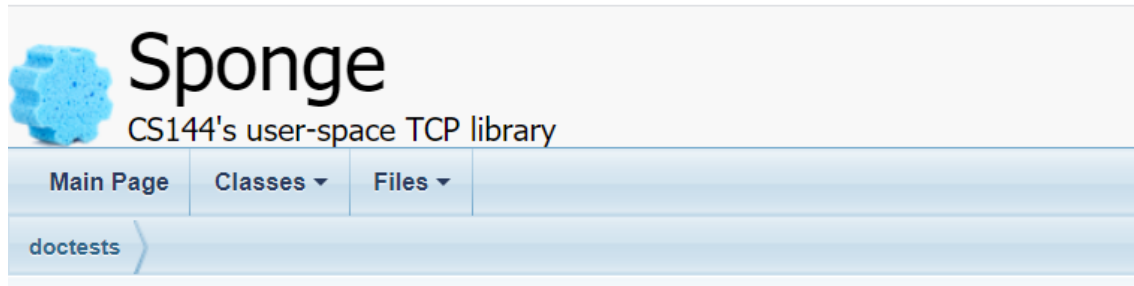 Sponge
CS144's user-space TCP library
Main Page Classes Files
doctests